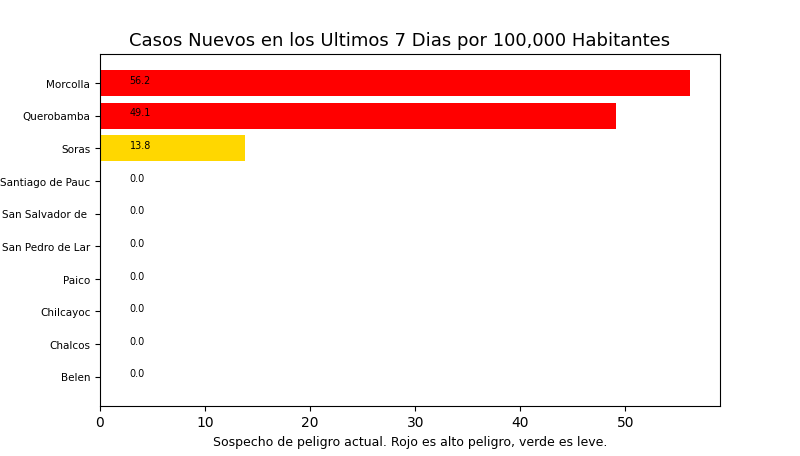 Casos Nuevos en los Ultimos 7 Dias por 100,000 Habitantes
Morcolla 56.2
Querobamba 49.1
Soras 13.8
Santiago de Pauc 0.0
San Salvador de 0.0
San Pedro de Lar 0.0
Paico 0.0
Chilcayoc 0.0
Chalcos 0.0
Belen 0.0
0 10 20 30 40 50
Sospecho de peligro actual. Rojo es alto peligro, verde es leve.